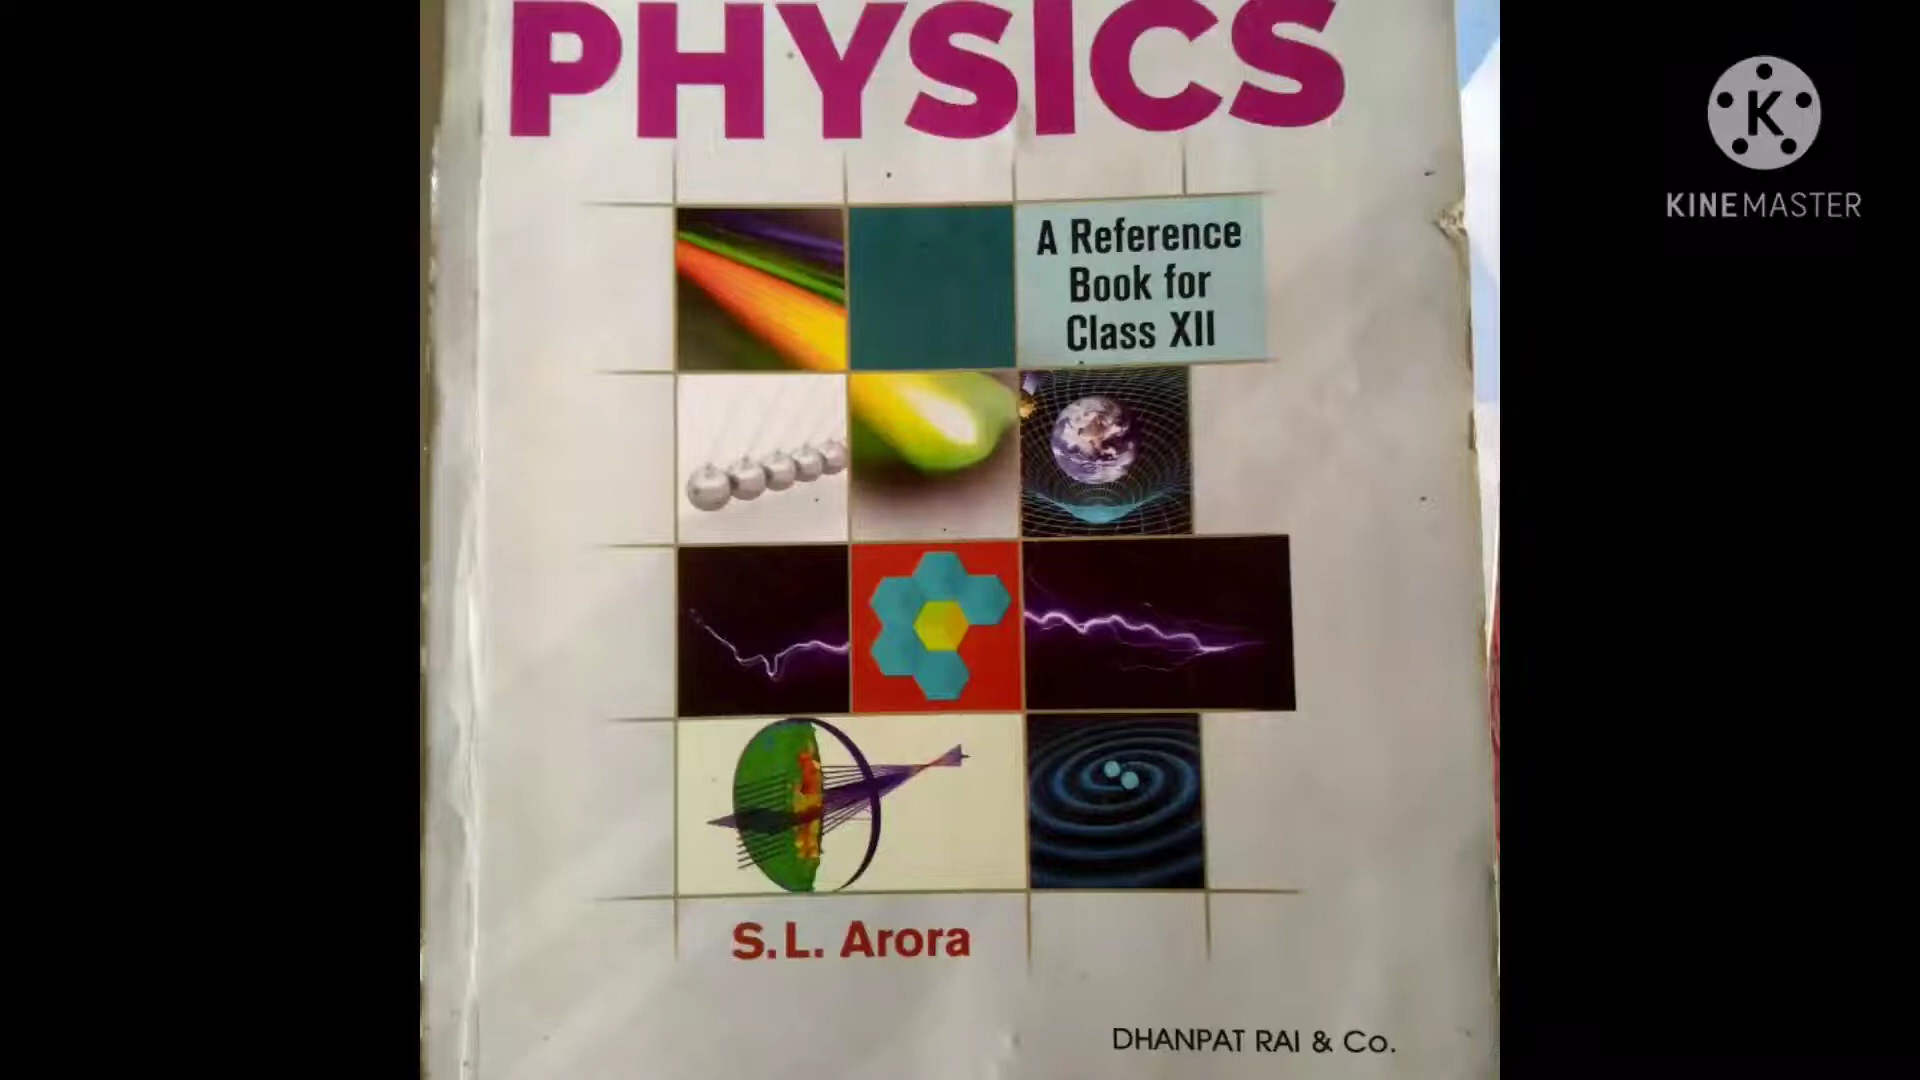 PHYSICS
A Reference
Book for
Class XII
S.L. Arora
DHANPAT RAI & Co.
K
KINEMASTER